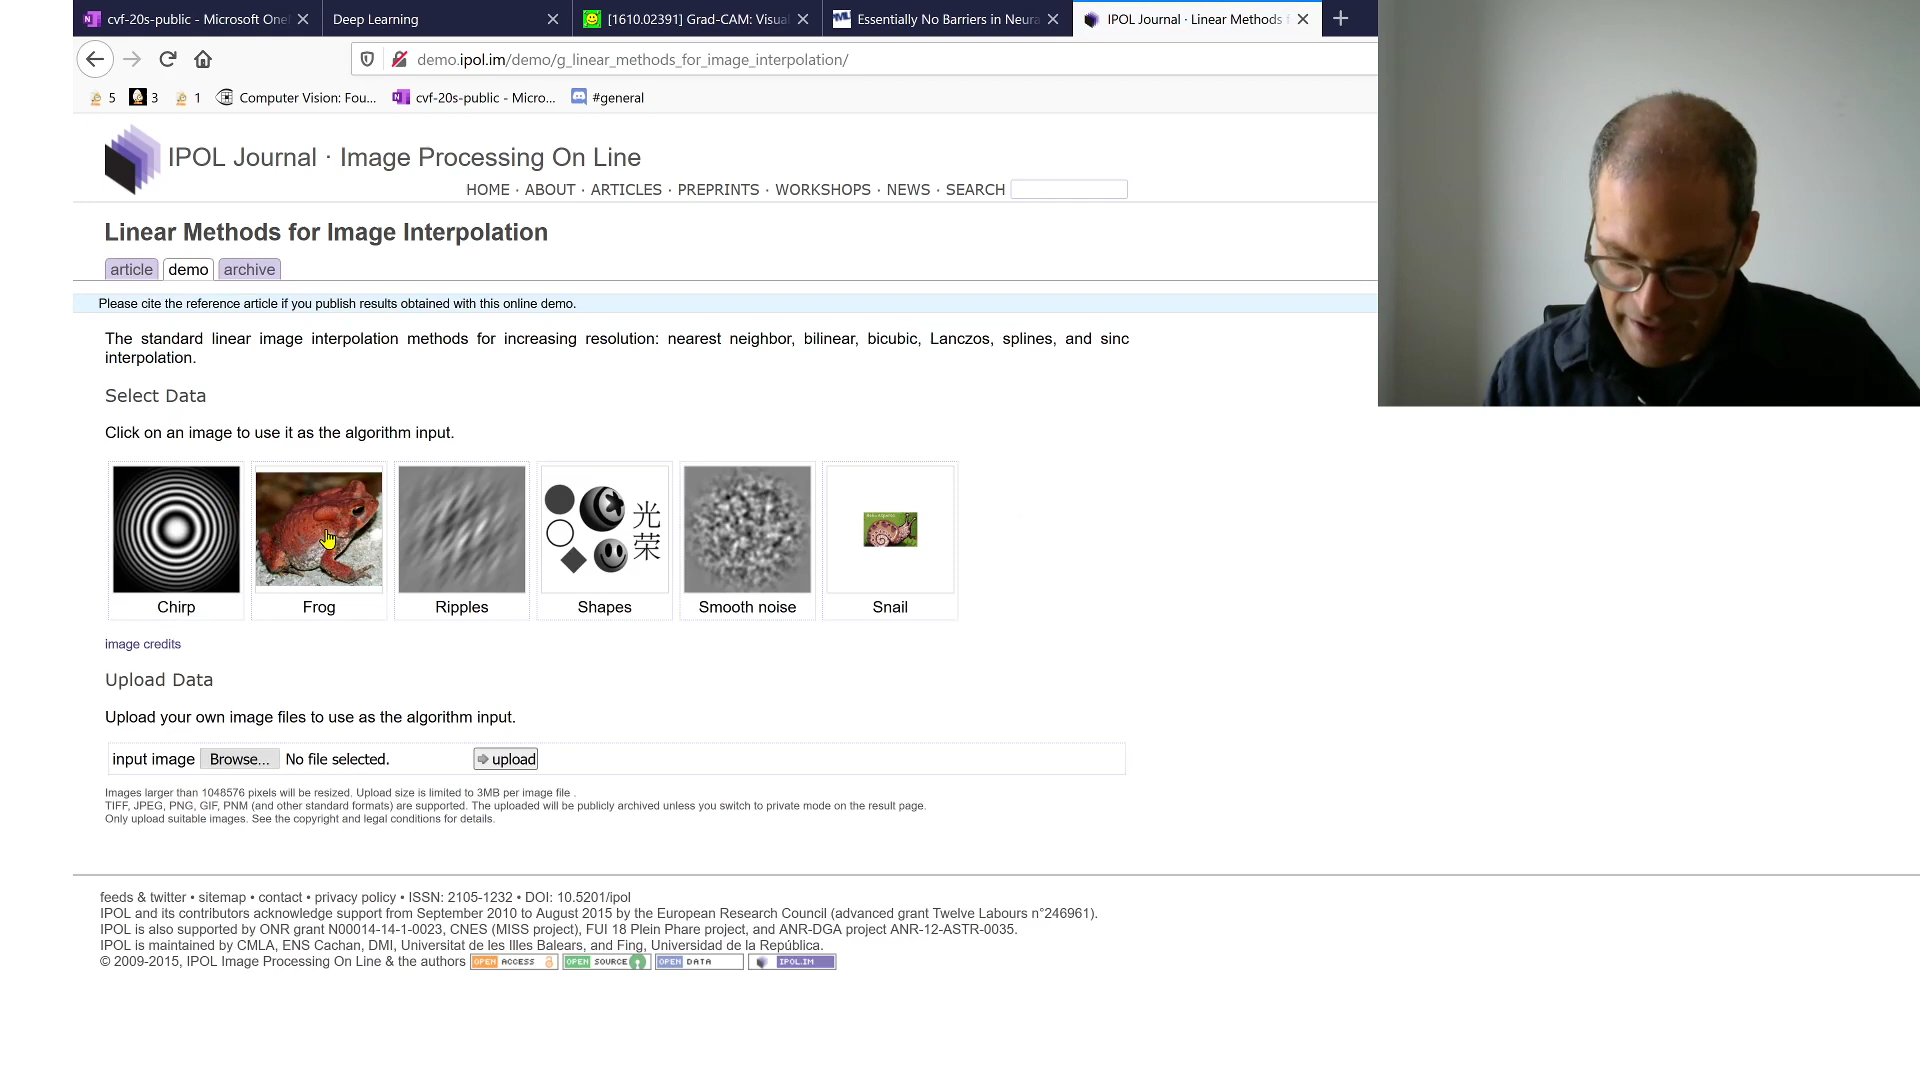 cvf-20s-public - Microsoft One
Deep Learning
[1610.02391] Grad-CAM: Visual
Essentially No Barriers in Neura
IPOL Journal · Linear Methods f
demo.ipol.im/demo/g_linear_methods_for_image_interpolation/
5
3
1
Computer Vision: Fou...
cvf-20s-public - Micro...
#general
IPOL Journal · Image Processing On Line
HOME · ABOUT · ARTICLES · PREPRINTS · WORKSHOPS · NEWS · SEARCH
Linear Methods for Image Interpolation
article
demo
archive
Please cite the reference article if you publish results obtained with this online demo.
The standard linear image interpolation methods for increasing resolution: nearest neighbor, bilinear, bicubic, Lanczos, splines, and sinc
interpolation.
Select Data
Click on an image to use it as the algorithm input.
光
荣
Chirp
Frog
Ripples
Shapes
Smooth noise
Snail
image credits
Upload Data
Upload your own image files to use as the algorithm input.
input image Browse... No file selected. upload
Images larger than 1048576 pixels will be resized. Upload size is limited to 3MB per image file .
TIFF, JPEG, PNG, GIF, PNM (and other standard formats) are supported. The uploaded will be publicly archived unless you switch to private mode on the result page.
Only upload suitable images. See the copyright and legal conditions for details.
feeds & twitter • sitemap • contact • privacy policy • ISSN: 2105-1232 • DOI: 10.5201/ipol
IPOL and its contributors acknowledge support from September 2010 to August 2015 by the European Research Council (advanced grant Twelve Labours n°246961).
IPOL is also supported by ONR grant N00014-14-1-0023, CNES (MISS project), FUI 18 Plein Phare project, and ANR-DGA project ANR-12-ASTR-0035.
IPOL is maintained by CMLA, ENS Cachan, DMI, Universitat de les Illes Balears, and Fing, Universidad de la República.
© 2009-2015, IPOL Image Processing On Line & the authors OPEN ACCESS OPEN SOURCE OPEN DATA IPOL.IM